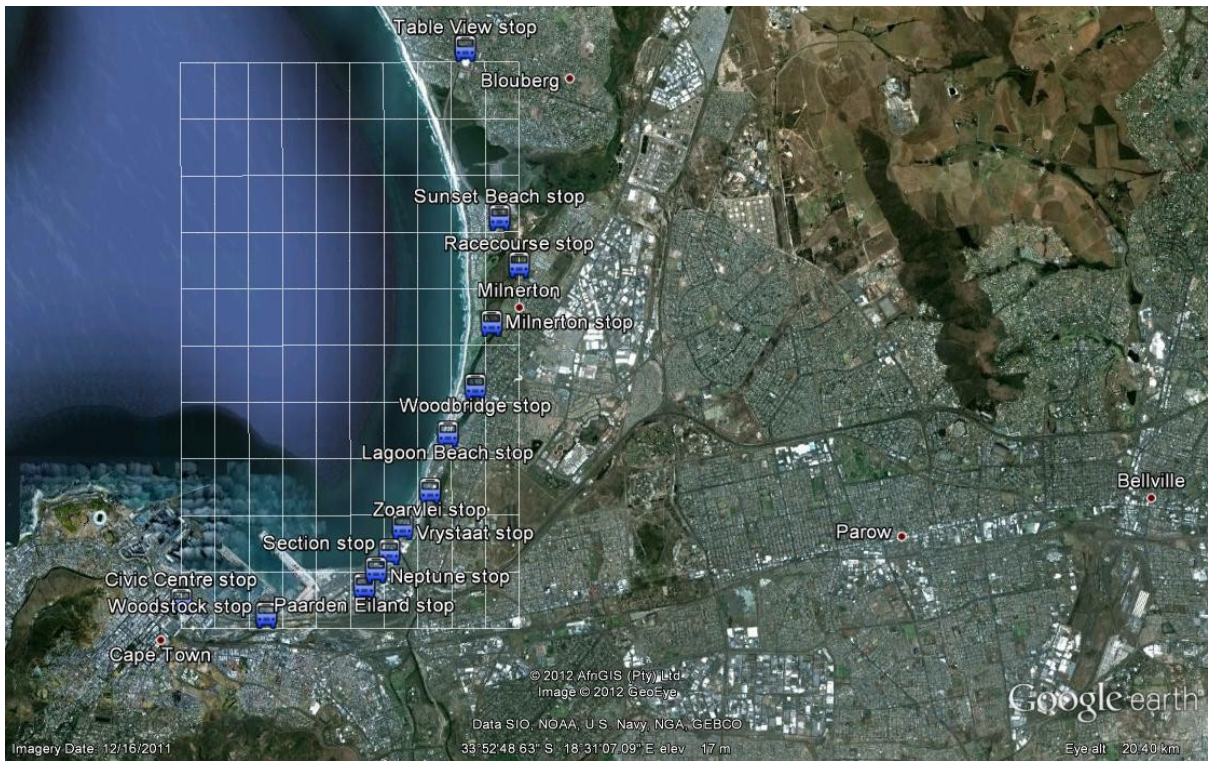 Table View stop
Blouberg
Sunset Beach stop
Racecourse stop
Milnerton
Milnerton stop
Woodbridge stop
Lagoon Beach stop
Bellville
Zoarvlei stop
Vrystaat stop
Parow
Section stop
Neptune stop
Civic Centre stop
Woodstock stop
Paarden Eiland stop
Cape Town
© 2012 AfriGIS (Pty) Ltd
Image © 2012 GeoEye
Google earth
Data SIO, NOAA, U.S. Navy, NGA, GEBCO
Imagery Date: 12/16/2011
33°52'48 63" S 18°31'07 09" E elev 17 m
Eye alt 20.40 km